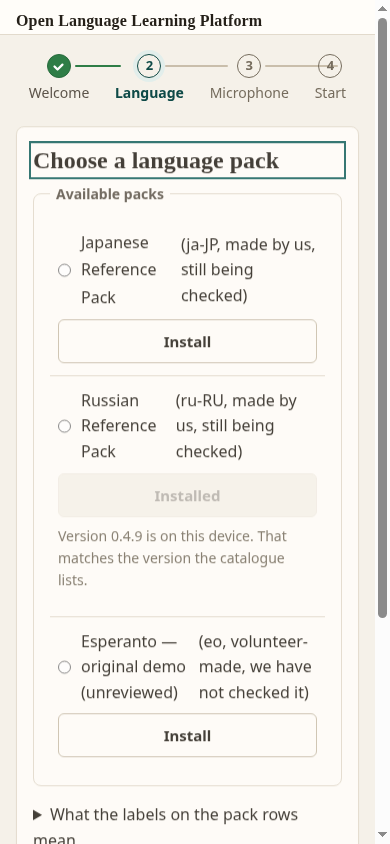 Open Language Learning Platform
2
3
4
Welcome
Language
Microphone
Start
Choose a language pack
Available packs
Japanese
Reference
Pack
(ja-JP, made by us,
still being
checked)
Install
Russian
Reference
Pack
(ru-RU, made by
us, still being
checked)
Installed
Version 0.4.9 is on this device. That
matches the version the catalogue
lists.
Esperanto —
original demo
(unreviewed)
(eo, volunteer-
made, we have
not checked it)
Install
What the labels on the pack rows
mean